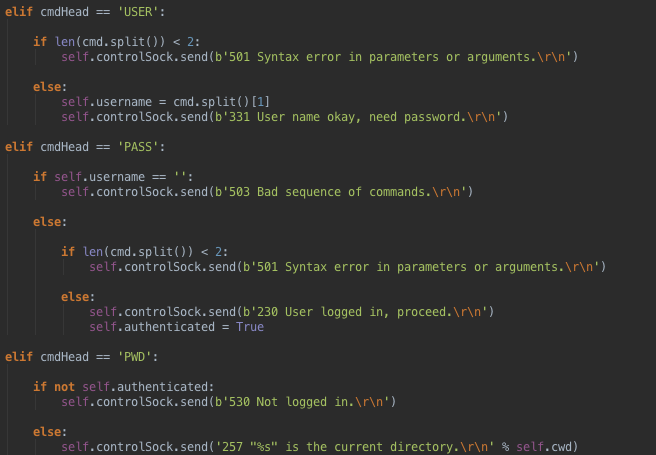 elif cmdHead == 'USER':
if len(cmd.split()) < 2:
self.controlSock.send(b'501 Syntax error in parameters or arguments.\r\n')
else:
self.username = cmd.split()[1]
self.controlSock.send(b'331 User name okay, need password.\r\n')
elif cmdHead == 'PASS':
if self.username == '':
self.controlSock.send(b'503 Bad sequence of commands.\r\n')
else:
if len(cmd.split()) < 2:
self.controlSock.send(b'501 Syntax error in parameters or arguments.\r\n')
else:
self.controlSock.send(b'230 User logged in, proceed.\r\n')
self.authenticated = True
elif cmdHead == 'PWD':
if not self.authenticated:
self.controlSock.send(b'530 Not logged in.\r\n')
else:
self.controlSock.send('257 "%s" is the current directory.\r\n' % self.cwd)